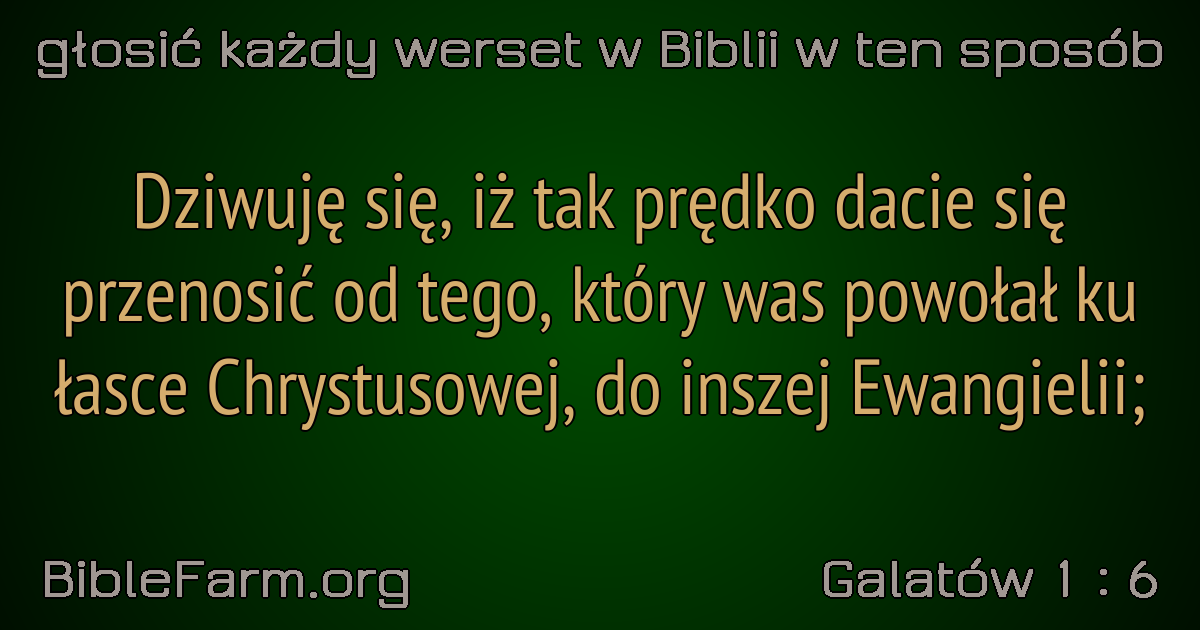 głosić każdy werset w Biblii w ten sposób
Dziwuję się, iż tak prędko dacie się
przenosić od tego, który was powołał ku
łasce Chrystusowej, do inszej Ewangielii;
BibleFarm.org
Galatów 1 : 6